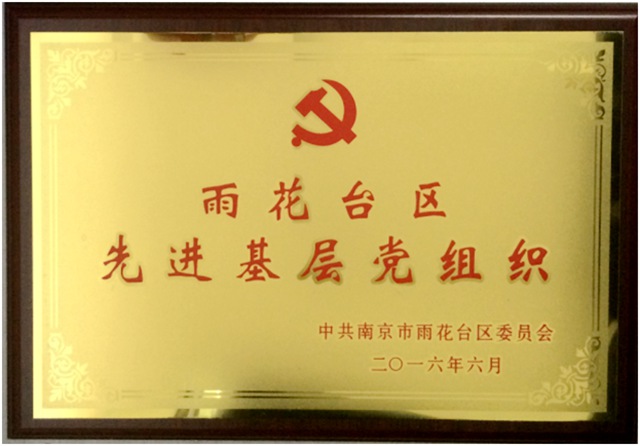 雨花台区
先进基层党组织
中共南京市雨花台区委员会
二〇一六年六月